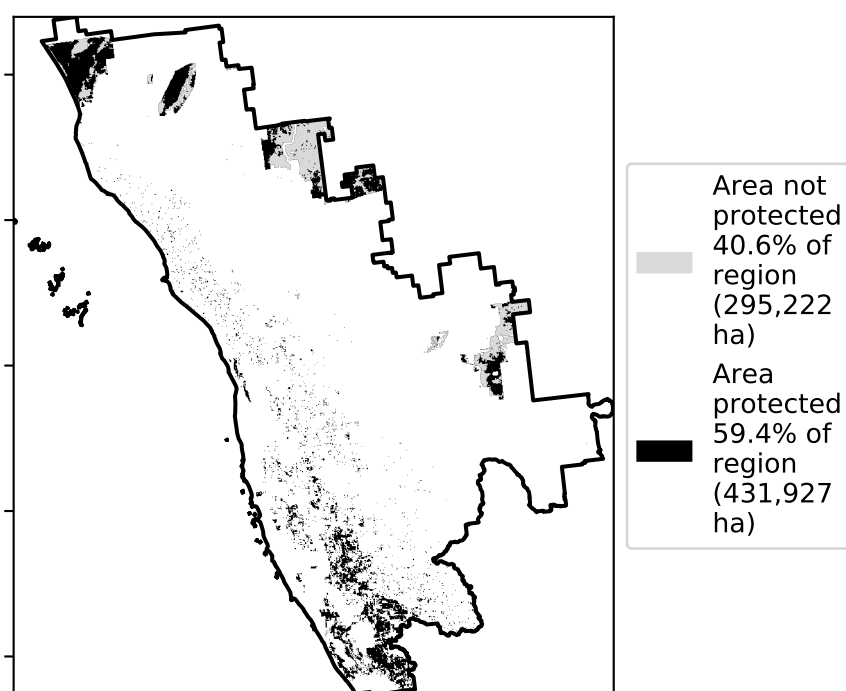 Area not
protected
40.6% of
region
(295,222
ha)
Area
protected
59.4% of
region
(431,927
ha)